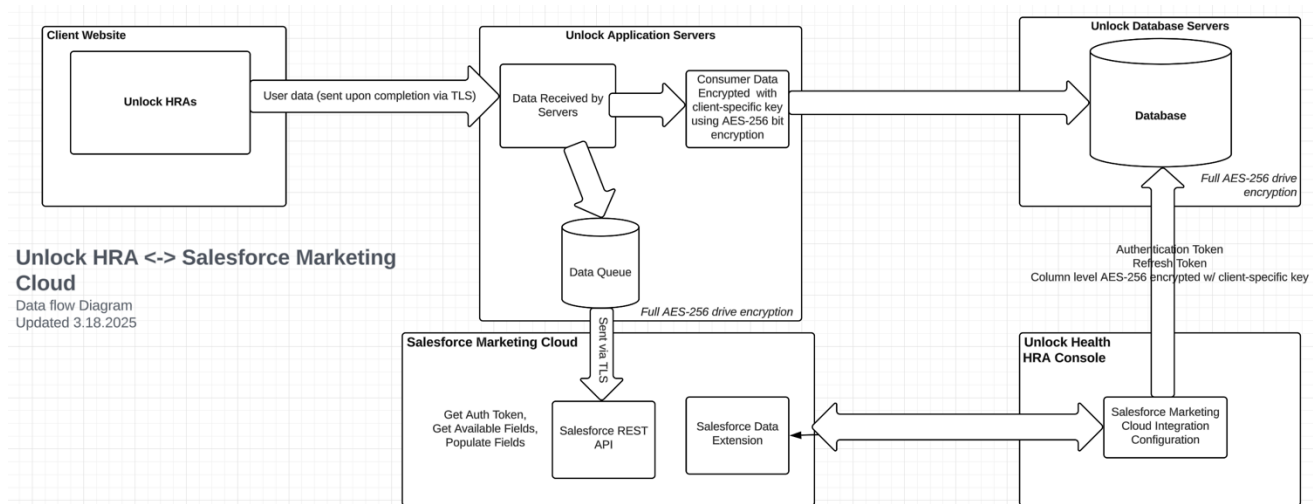 Client Website
Unlock HRAs
User data (sent upon completion via TLS)
Unlock Application Servers
Data Received by
Servers
Consumer Data
Encrypted with
client-specific key
using AES-256 bit
encryption
Unlock Database Servers
Database
Full AES-256 drive
encryption
Unlock HRA <-> Salesforce Marketing
Cloud
Data flow Diagram
Updated 3.18.2025
Data Queue
Full AES-256 drive encryption
Authentication Token
Refresh Token
Column level AES-256 encrypted w/ client-specific key
Sent via TLS
Salesforce Marketing Cloud
Get Auth Token,
Get Available Fields,
Populate Fields
Salesforce REST
API
Salesforce Data
Extension
Unlock Health
HRA Console
Salesforce Marketing
Cloud Integration
Configuration